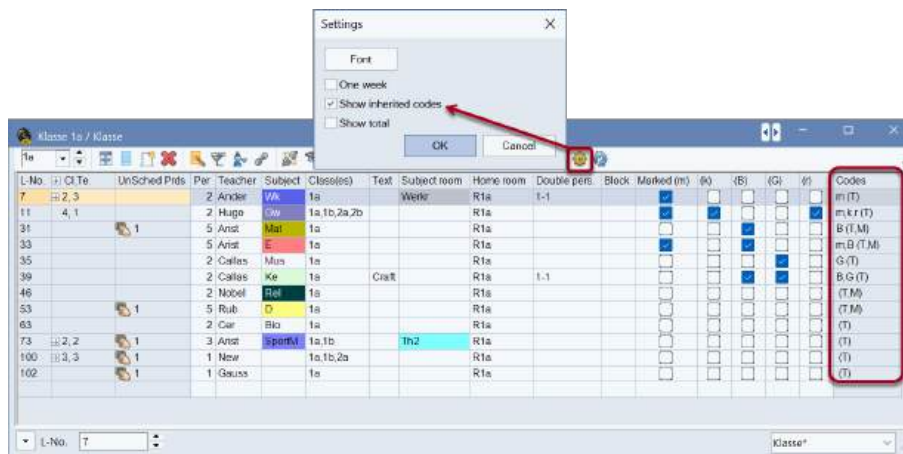 Settings
Font
One week
Show inherited codes
Show total
OK Cancel
Klasse 1a / Klasse
1a
L-No. Cl,Te. UnSched Prds Per Teacher Subject Class(es) Text Subject room Home room Double pers. Block Marked (m) (k) (B) (G) (r) Codes
7 2, 3 2 Ander Wk 1a Werkr R1a 1-1 m (T)
11 4, 1 2 Hugo Gw 1a,1b,2a,2b R1a m,k,r (T)
31 1 5 Arist Mat 1a R1a B (T,M)
33 5 Arist E 1a R1a m,B (T,M)
35 2 Callas Mus 1a R1a G (T)
39 2 Callas Ke 1a Craft R1a 1-1 B,G (T)
46 2 Nobel Rel 1a R1a (T,M)
53 1 5 Rub D 1a R1a (T,M)
63 2 Cer Bio 1a R1a (T)
73 2, 2 1 3 Arist SportM 1a,1b Th2 R1a (T)
100 3, 3 1 1 New 1a,1b,2a R1a (T)
102 1 1 Gauss 1a R1a (T)
L-No. 7 Klasse*